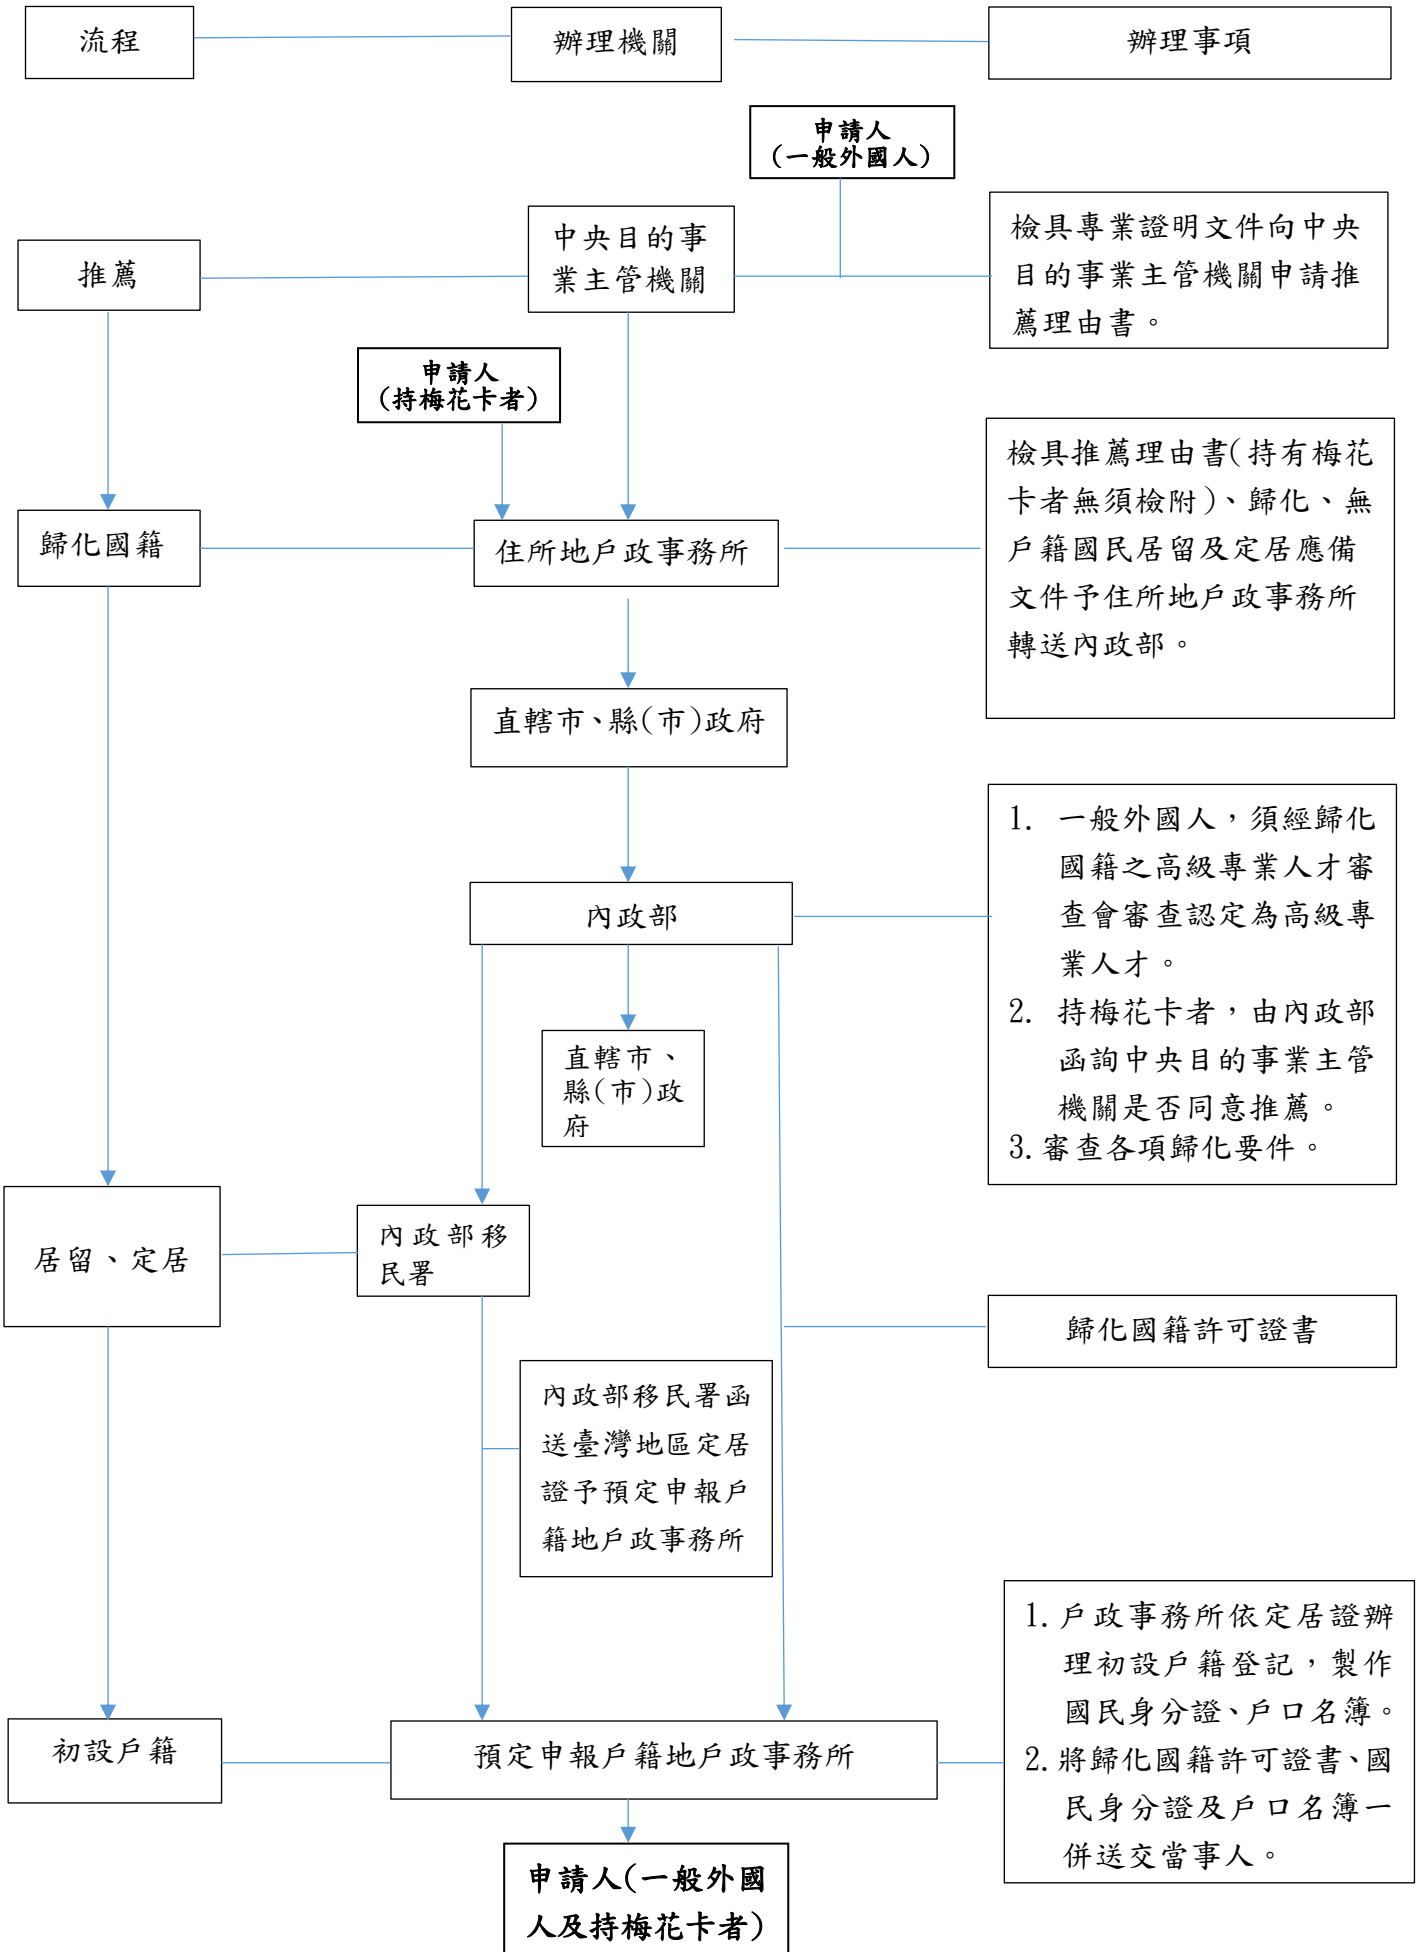 流程
辦理機關
辦理事項
申請人
(一般外國人)
推薦
中央目的事
業主管機關
檢具專業證明文件向中央
目的事業主管機關申請推
薦理由書。
申請人
(持梅花卡者)
歸化國籍
住所地戶政事務所
檢具推薦理由書(持有梅花
卡者無須檢附)、歸化、無
戶籍國民居留及定居應備
文件予住所地戶政事務所
轉送內政部。
直轄市、縣(市)政府
內政部
1. 一般外國人，須經歸化
國籍之高級專業人才審
查會審查認定為高級專
業人才。
2. 持梅花卡者，由內政部
函詢中央目的事業主管
機關是否同意推薦。
3.審查各項歸化要件。
直轄市、
縣(市)政
府
居留、定居
內政部移
民署
歸化國籍許可證書
內政部移民署函
送臺灣地區定居
證予預定申報戶
籍地戶政事務所
初設戶籍
預定申報戶籍地戶政事務所
1.戶政事務所依定居證辦
理初設戶籍登記，製作
國民身分證、戶口名簿。
2.將歸化國籍許可證書、國
民身分證及戶口名簿一
併送交當事人。
申請人(一般外國
人及持梅花卡者)